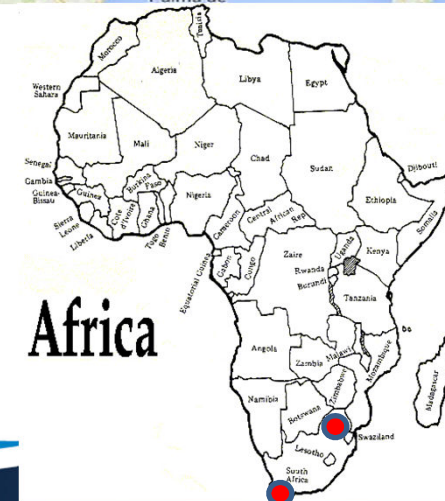 Tunisia
Morocco
Algeria
Libya
Egypt
Western
Sahara
Mauritania
Mali
Niger
Chad
Sudan
Djibouti
Senegal
Gambia
Guinea-
Bissau
Guinea
Burkina
Faso
Sierra
Leone
Liberia
Cote
d'Ivoire
Ghana
Togo
Benin
Nigeria
Cameroon
Central
African
Rep
Ethiopia
Somalia
Equatorial Guinea
Gabon
Congo
Zaire
Uganda
Kenya
Rwanda
Burundi
Tanzania
Africa
Angola
Zambia
Malawi
Mozambique
Zimbabwe
Madagascar
Namibia
Botswana
Swaziland
Lesotho
South
Africa